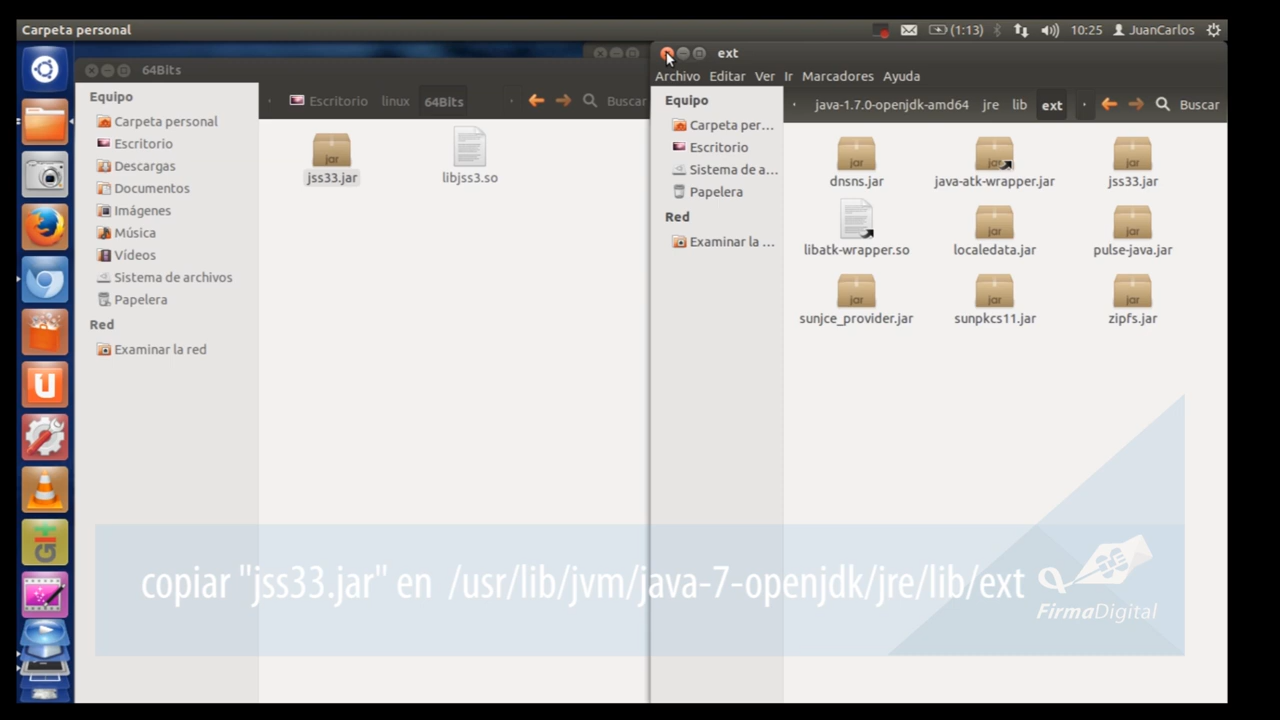 Carpeta personal
(1:13)
10:25
JuanCarlos
64Bits
Equipo
Carpeta personal
Escritorio
Descargas
Documentos
Imágenes
Música
Vídeos
Sistema de archivos
Papelera
Red
Examinar la red
Escritorio linux 64Bits
Buscar
jss33.jar
libjss3.so
ext
Archivo Editar Ver Ir Marcadores Ayuda
Equipo
Carpeta per...
Escritorio
Sistema de a...
Papelera
Red
Examinar la ...
java-1.7.0-openjdk-amd64 jre lib ext
Buscar
dnsns.jar
java-atk-wrapper.jar
jss33.jar
libatk-wrapper.so
localedata.jar
pulse-java.jar
sunjce_provider.jar
sunpkcs11.jar
zipfs.jar
copiar "jss33.jar" en /usr/lib/jvm/java-7-openjdk/jre/lib/ext
FirmaDigital